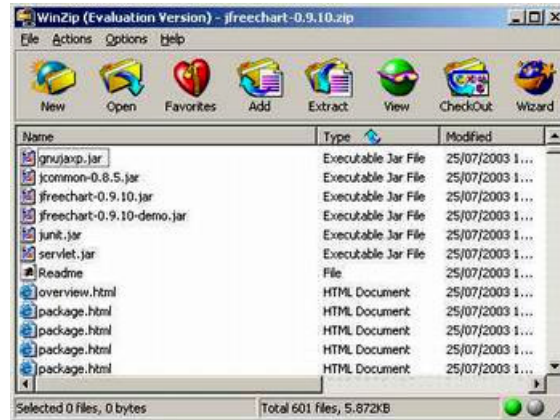 WinZip (Evaluation Version) - jfreechart-0.9.10.zip
File Actions Options Help
New Open Favorites Add Extract View CheckOut Wizard
Name Type Modified
gnujaxp.jar Executable Jar File 25/07/2003 1...
jcommon-0.8.5.jar Executable Jar File 25/07/2003 1...
jfreechart-0.9.10.jar Executable Jar File 25/07/2003 1...
jfreechart-0.9.10-demo.jar Executable Jar File 25/07/2003 1...
junit.jar Executable Jar File 25/07/2003 1...
servlet.jar Executable Jar File 25/07/2003 1...
Readme File 25/07/2003 1...
overview.html HTML Document 25/07/2003 1...
package.html HTML Document 25/07/2003 1...
package.html HTML Document 25/07/2003 1...
package.html HTML Document 25/07/2003 1...
package.html HTML Document 25/07/2003 1...
Selected 0 files, 0 bytes Total 601 files, 5.872KB